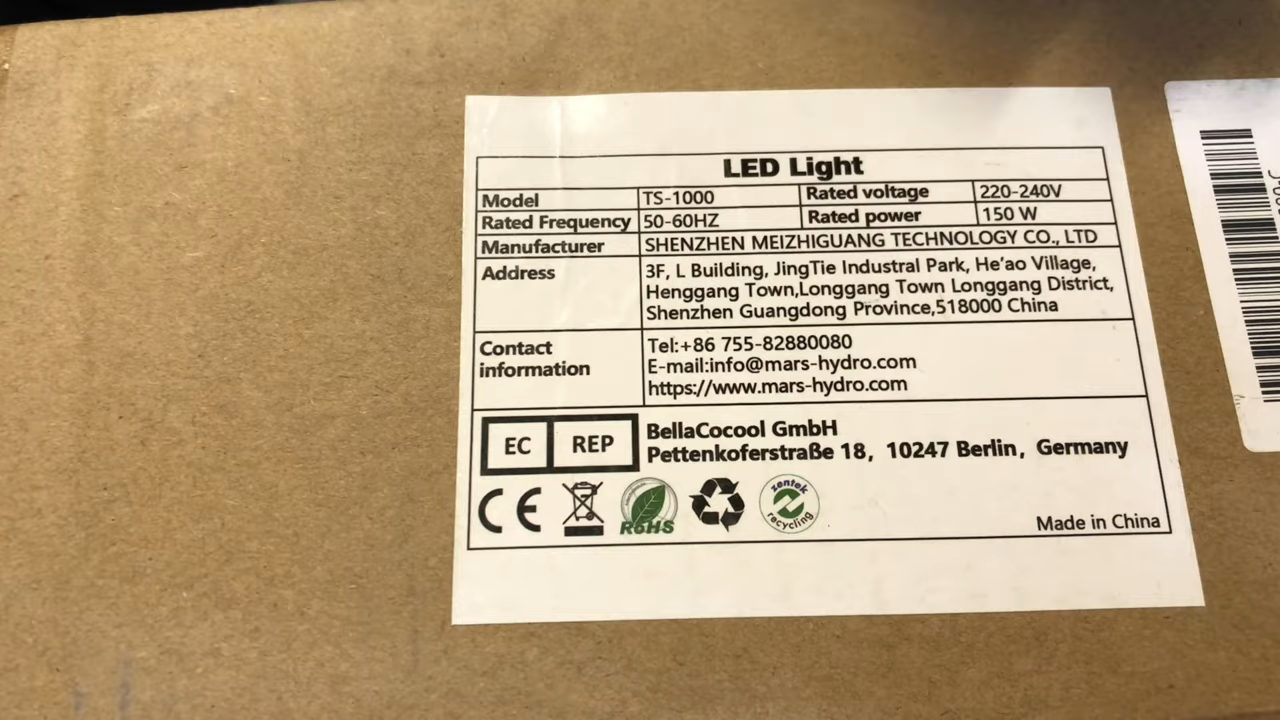 LED Light
Model TS-1000 Rated voltage 220-240V
Rated Frequency 50-60HZ Rated power 150 W
Manufacturer SHENZHEN MEIZHIGUANG TECHNOLOGY CO., LTD
Address 3F, L Building, JingTie Industral Park, He'ao Village,
Henggang Town,Longgang Town Longgang District,
Shenzhen Guangdong Province,518000 China
Contact information Tel:+86 755-82880080
E-mail:info@mars-hydro.com
https://www.mars-hydro.com
EC REP BellaCocool GmbH
Pettenkoferstraße 18, 10247 Berlin, Germany
CE RoHS zentek recycling
Made in China